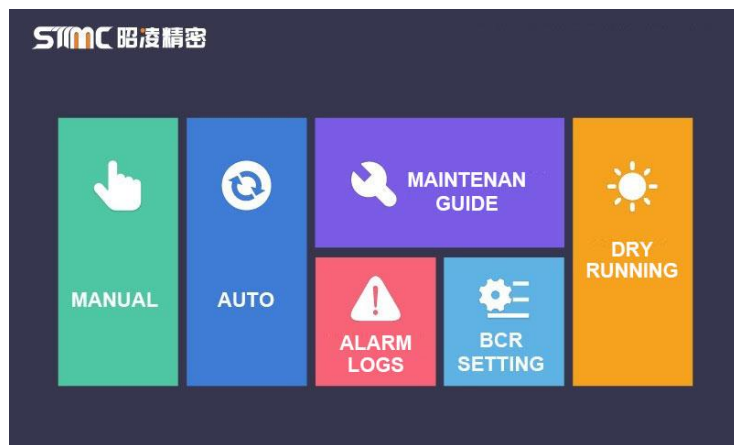 STMC 昭凌精密
MANUAL
AUTO
MAINTENAN
GUIDE
ALARM
LOGS
BCR
SETTING
DRY
RUNNING